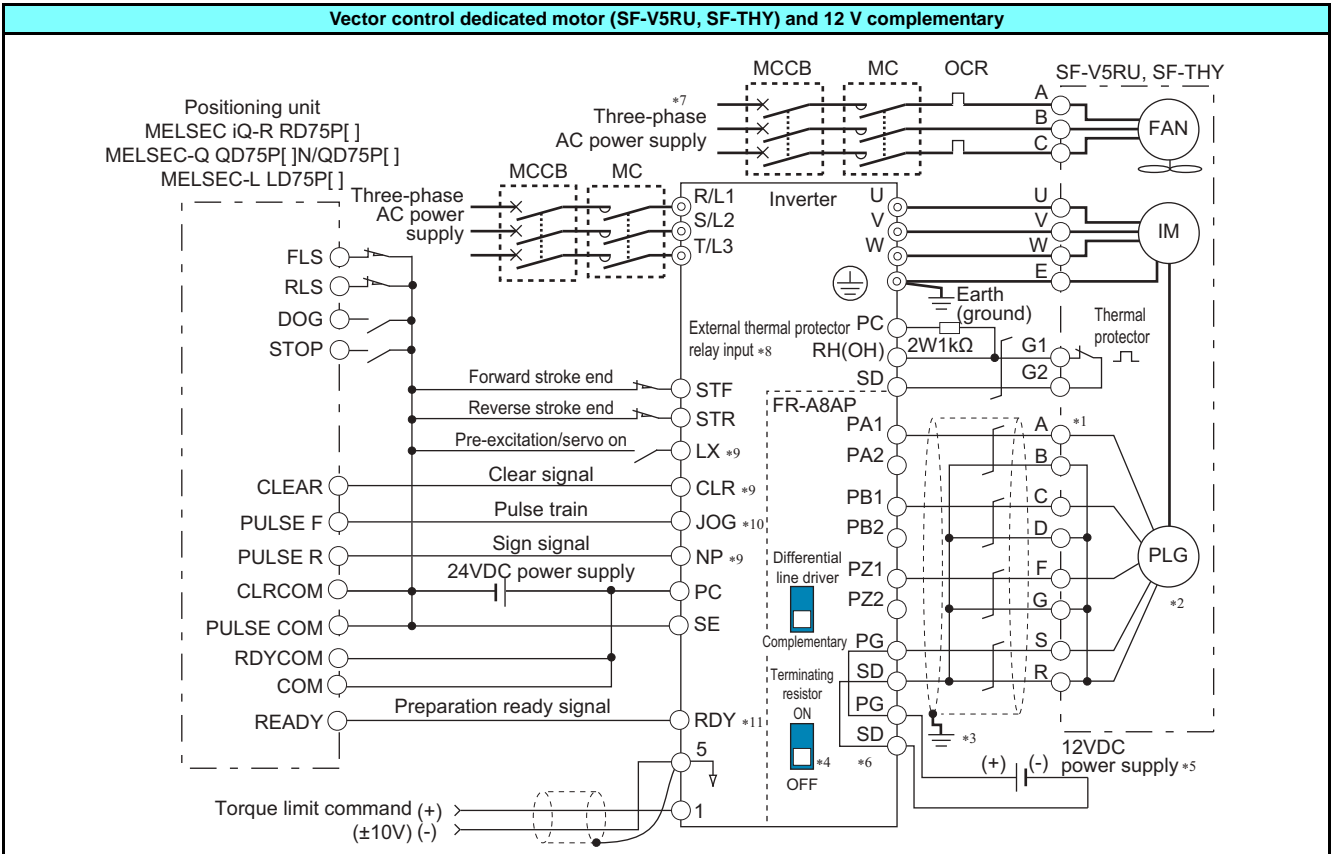 Vector control dedicated motor (SF-V5RU, SF-THY) and 12 V complementary
MCCB
MC
OCR
SF-V5RU, SF-THY
Positioning unit
MELSEC iQ-R RD75P[ ]
MELSEC-Q QD75P[ ]N/QD75P[ ]
MELSEC-L LD75P[ ]
*7
Three-phase
AC power supply
A
B
C
FAN
MCCB
MC
Three-phase
AC power
supply
R/L1
S/L2
T/L3
Inverter
U
V
W
U
V
W
E
IM
Earth
(ground)
FLS
RLS
DOG
STOP
External thermal protector
relay input *8
PC
RH(OH)
SD
2W1kΩ
G1
G2
Thermal
protector
Forward stroke end
STF
Reverse stroke end
STR
Pre-excitation/servo on
LX *9
CLEAR
Clear signal
CLR *9
PULSE F
Pulse train
JOG *10
PULSE R
Sign signal
NP *9
CLRCOM
24VDC power supply
PC
PULSE COM
SE
RDYCOM
COM
READY
Preparation ready signal
RDY *11
5
Torque limit command (+)
(±10V) (-)
1
FR-A8AP
PA1
PA2
PB1
PB2
PZ1
PZ2
PG
SD
PG
SD
*6
Differential
line driver
Complementary
Terminating
resistor
ON
*4
OFF
A
*1
B
C
D
F
G
S
R
PLG
*2
*3
12VDC
power supply *5
(+)
(-)